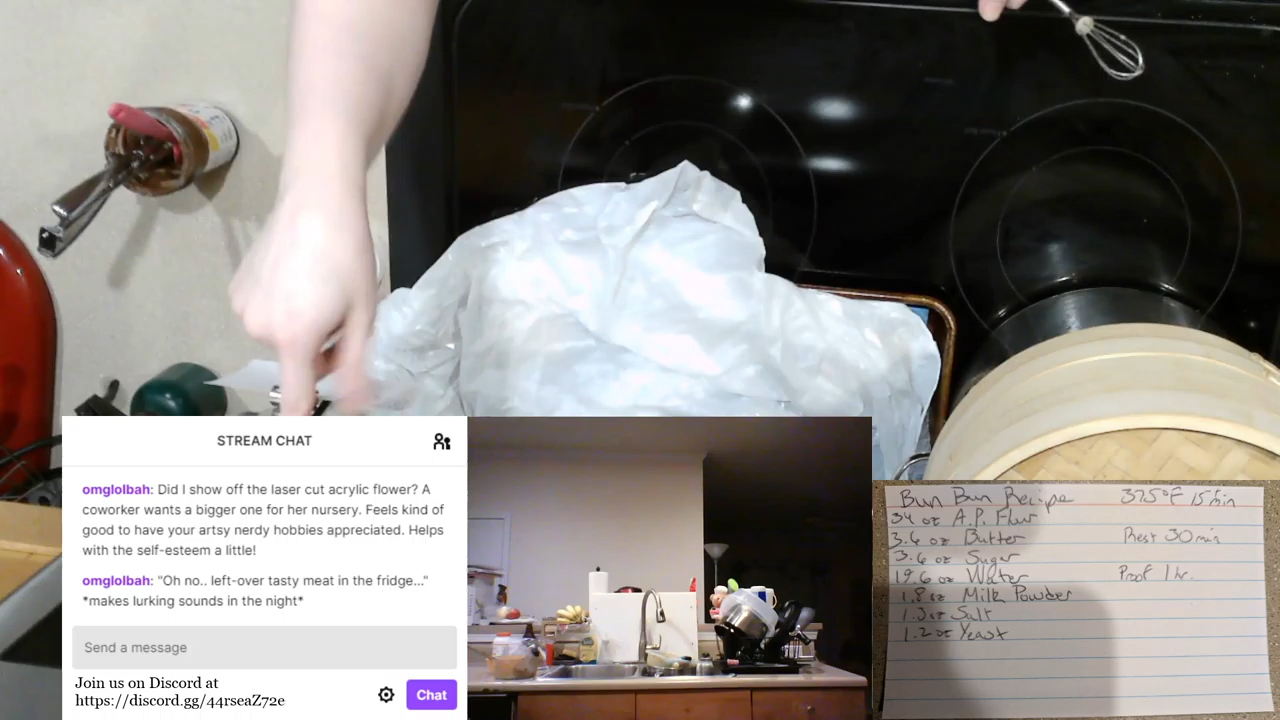 STREAM CHAT
omglolbah: Did I show off the laser cut acrylic flower? A
coworker wants a bigger one for her nursery. Feels kind of
good to have your artsy nerdy hobbies appreciated. Helps
with the self-esteem a little!
omglolbah: "Oh no.. left-over tasty meat in the fridge..."
*makes lurking sounds in the night*
Send a message
Join us on Discord at
https://discord.gg/44rseaZ72e
Chat
Bun Bun Recipe 375°F 15 min
34 oz A.P. Flour
3.6 oz Butter Rest 30 min
3.6 oz Sugar
19.6 oz Water Proof 1 hr.
1.8 oz Milk Powder
Salt
1.2 oz Yeast